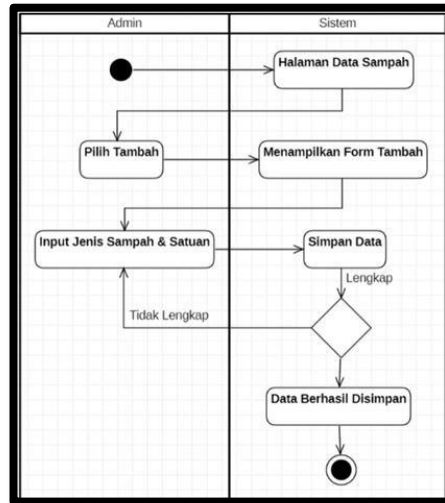 Admin
Sistem
Halaman Data Sampah
Pilih Tambah
Menampilkan Form Tambah
Input Jenis Sampah & Satuan
Simpan Data
Lengkap
Tidak Lengkap
Data Berhasil Disimpan